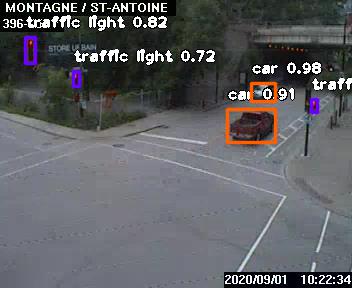 MONTAGNE / ST-ANTOINE
traffic light 0.82
STORE U BAIN
traffic light 0.72
car 0.98
car 0.91
traff
2020/09/01 10:22:34